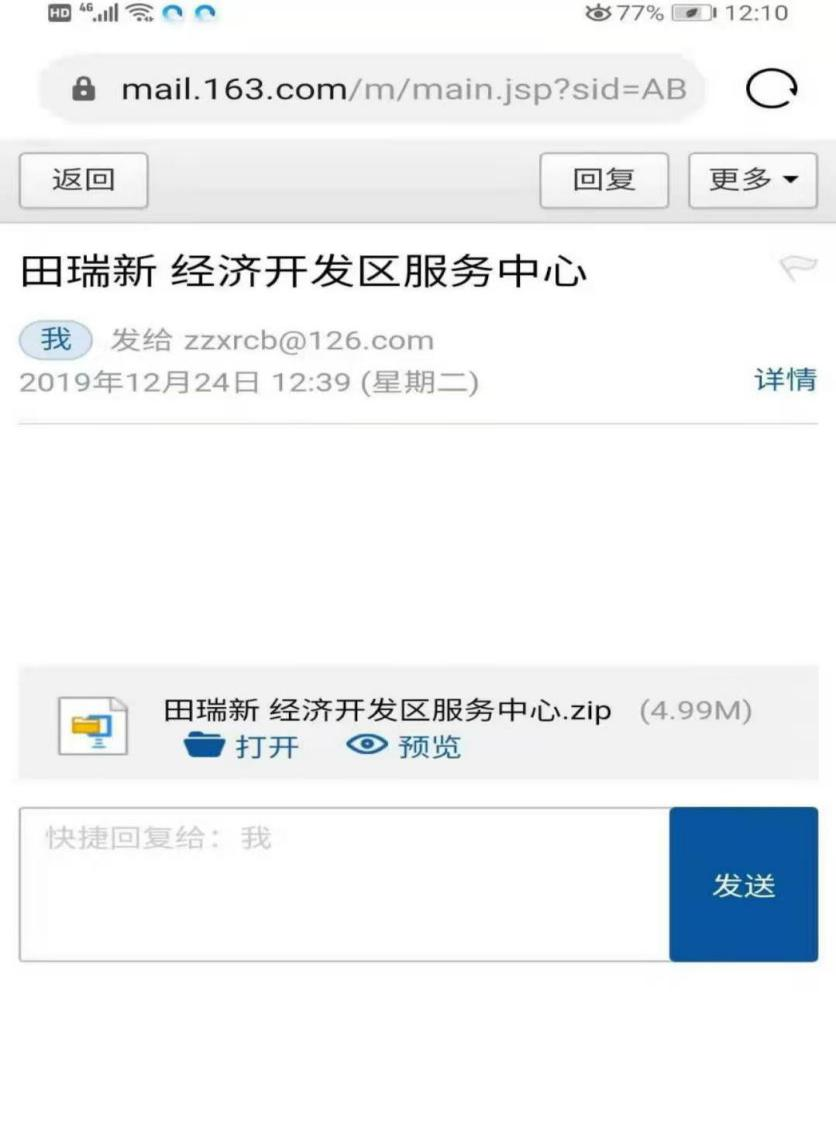 HD 4G 77% 12:10
mail.163.com/m/main.jsp?sid=AB
返回 回复 更多
田瑞新 经济开发区服务中心
我 发给 zzxrcb@126.com
2019年12月24日 12:39 (星期二) 详情
田瑞新 经济开发区服务中心.zip (4.99M)
打开 预览
快捷回复给：我
发送